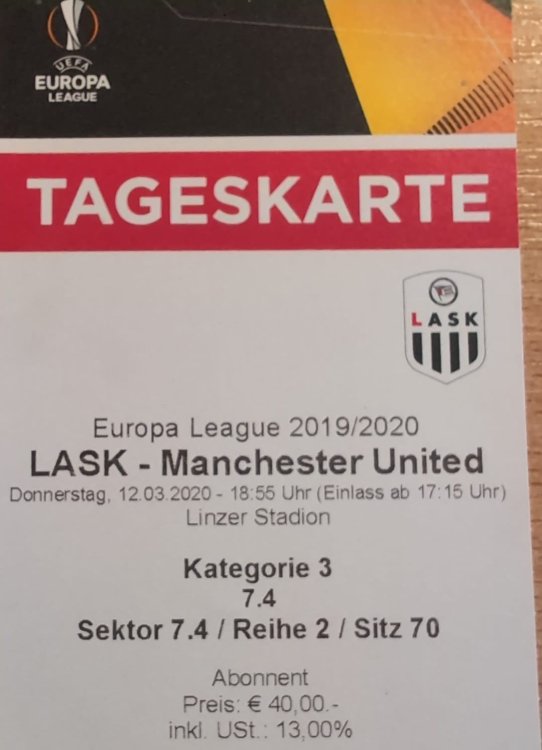 UEFA
EUROPA
LEAGUE
TAGESKARTE
LASK
Europa League 2019/2020
LASK - Manchester United
Donnerstag, 12.03.2020 - 18:55 Uhr (Einlass ab 17:15 Uhr)
Linzer Stadion
Kategorie 3
7.4
Sektor 7.4 / Reihe 2 / Sitz 70
Abonnent
Preis: € 40,00.-
inkl. USt.: 13,00%